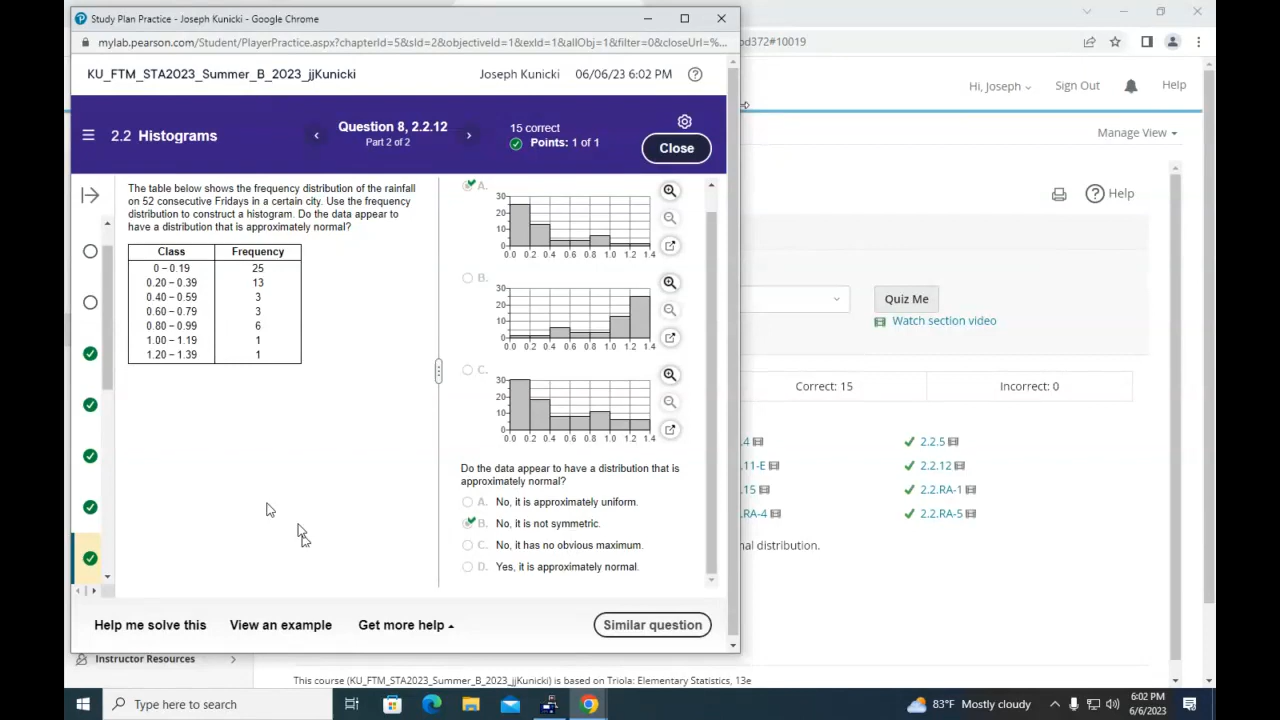 Study Plan Practice - Joseph Kunicki - Google Chrome
mylab.pearson.com/Student/PlayerPractice.aspx?chapterId=5&sId=2&objectiveId=1&exId=1&allObj=1&filter=0&closeUrl=%...
od372#10019
KU_FTM_STA2023_Summer_B_2023_jjKunicki
Joseph Kunicki 06/06/23 6:02 PM
Hi, Joseph
Sign Out
Help
2.2 Histograms
Question 8, 2.2.12
Part 2 of 2
15 correct
Points: 1 of 1
Close
Manage View
Help
The table below shows the frequency distribution of the rainfall
on 52 consecutive Fridays in a certain city. Use the frequency
distribution to construct a histogram. Do the data appear to
have a distribution that is approximately normal?
Class Frequency
0 – 0.19 25
0.20 – 0.39 13
0.40 – 0.59 3
0.60 – 0.79 3
0.80 – 0.99 6
1.00 – 1.19 1
1.20 – 1.39 1
A.
30
20
10
0
0.0 0.2 0.4 0.6 0.8 1.0 1.2 1.4
B.
30
20
10
0
0.0 0.2 0.4 0.6 0.8 1.0 1.2 1.4
C.
30
20
10
0
0.0 0.2 0.4 0.6 0.8 1.0 1.2 1.4
Do the data appear to have a distribution that is
approximately normal?
A. No, it is approximately uniform.
B. No, it is not symmetric.
C. No, it has no obvious maximum.
D. Yes, it is approximately normal.
Help me solve this
View an example
Get more help
Similar question
Quiz Me
Watch section video
Correct: 15
Incorrect: 0
.4
2.2.5
.11-E
2.2.12
.15
2.2.RA-1
.RA-4
2.2.RA-5
nal distribution.
Instructor Resources
This course (KU_FTM_STA2023_Summer_B_2023_jjKunicki) is based on Triola: Elementary Statistics, 13e
Type here to search
83°F Mostly cloudy
6:02 PM
6/6/2023